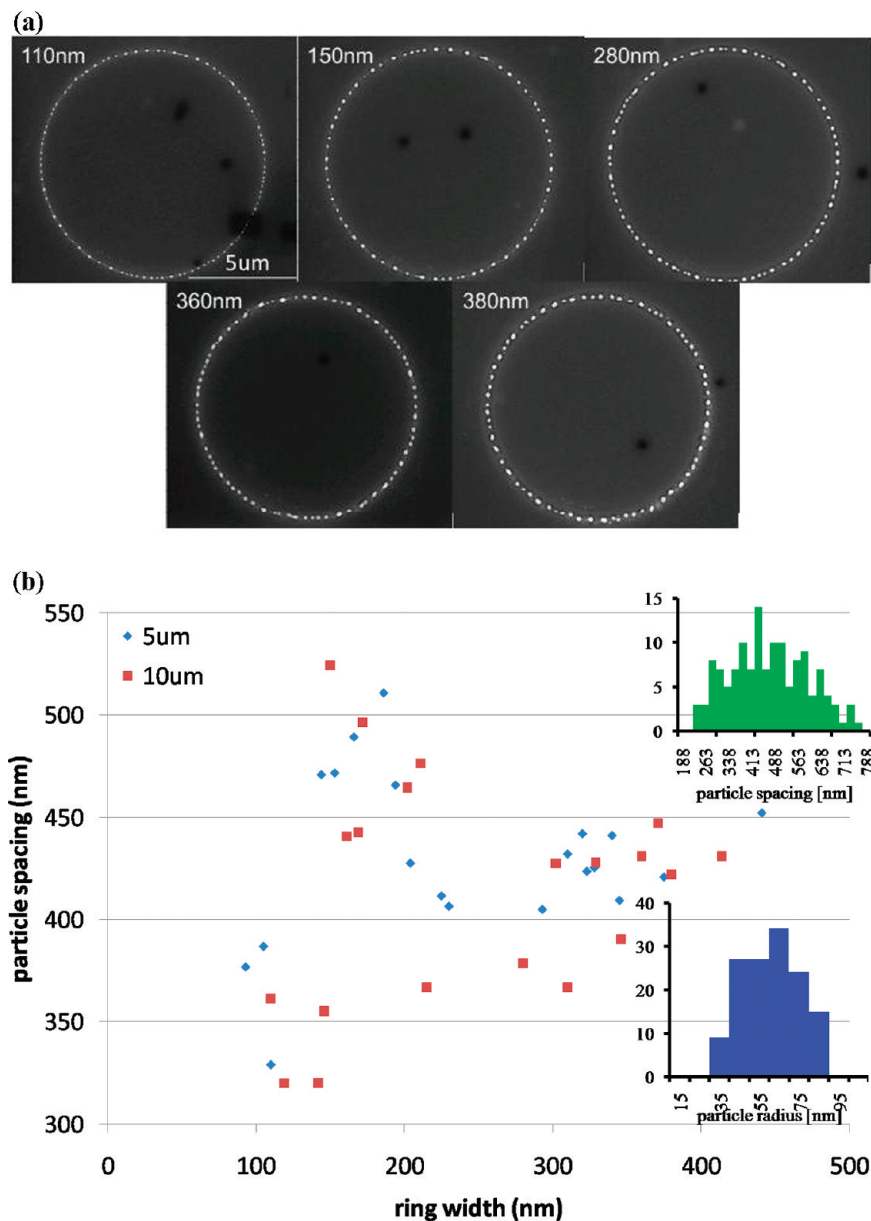 (a)
110nm 150nm 280nm
5um
360nm 380nm
(b)
550
500
450
400
350
300
particle spacing (nm)
5um
10um
15
10
5
0
188 263 338 413 488 563 638 713 788
particle spacing [nm]
40
30
20
10
0
15 35 55 75 95
particle radius [nm]
0 100 200 300 400 500
ring width (nm)